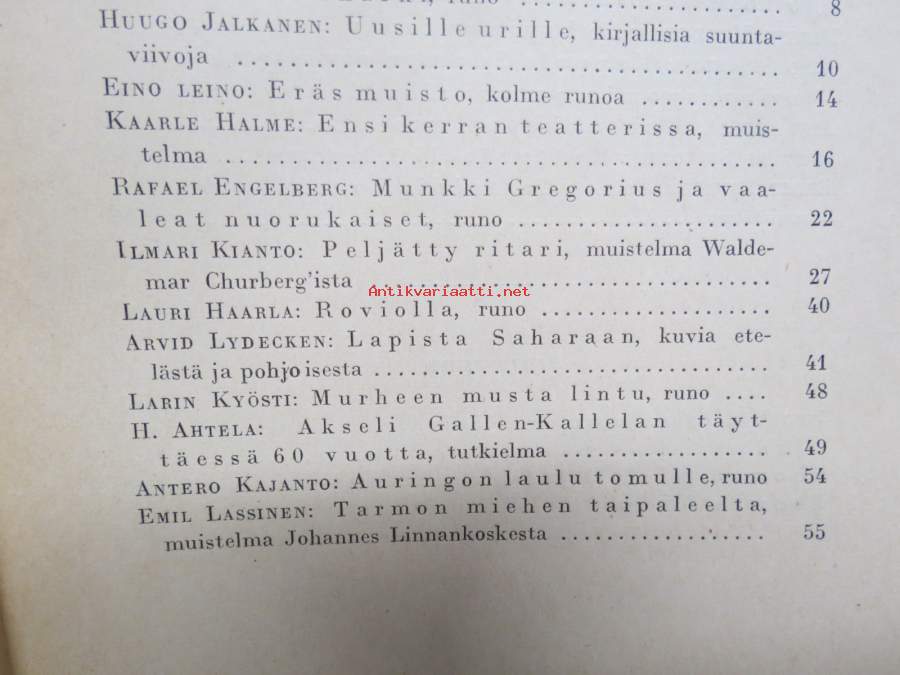 runo .................... 8
HUUGO JALKANEN: Uusille urille, kirjallisia suunta-
viivoja .................... 10
EINO LEINO: Eräs muisto, kolme runoa ............ 14
KAARLE HALME: Ensi kerran teatterissa, muis-
telma .................... 16
RAFAEL ENGELBERG: Munkki Gregorius ja vaa-
leat nuorukaiset, runo .................... 22
ILMARI KIANTO: Peljätty ritari, muistelma Walde-
mar Churberg'ista .................... 27
Antikvariaatti.net
LAURI HAARLA: Roviolla, runo .................... 40
ARVID LYDECKEN: Lapista Saharaan, kuvia ete-
lästä ja pohjoisesta .................... 41
LARIN KYÖSTI: Murheen musta lintu, runo .... 48
H. AHTELA: Akseli Gallen-Kallelan täyt-
täessä 60 vuotta, tutkielma .................... 49
ANTERO KAJANTO: Auringon laulu tomulle, runo 54
EMIL LASSINEN: Tarmon miehen taipaleelta,
muistelma Johannes Linnankoskesta .................... 55